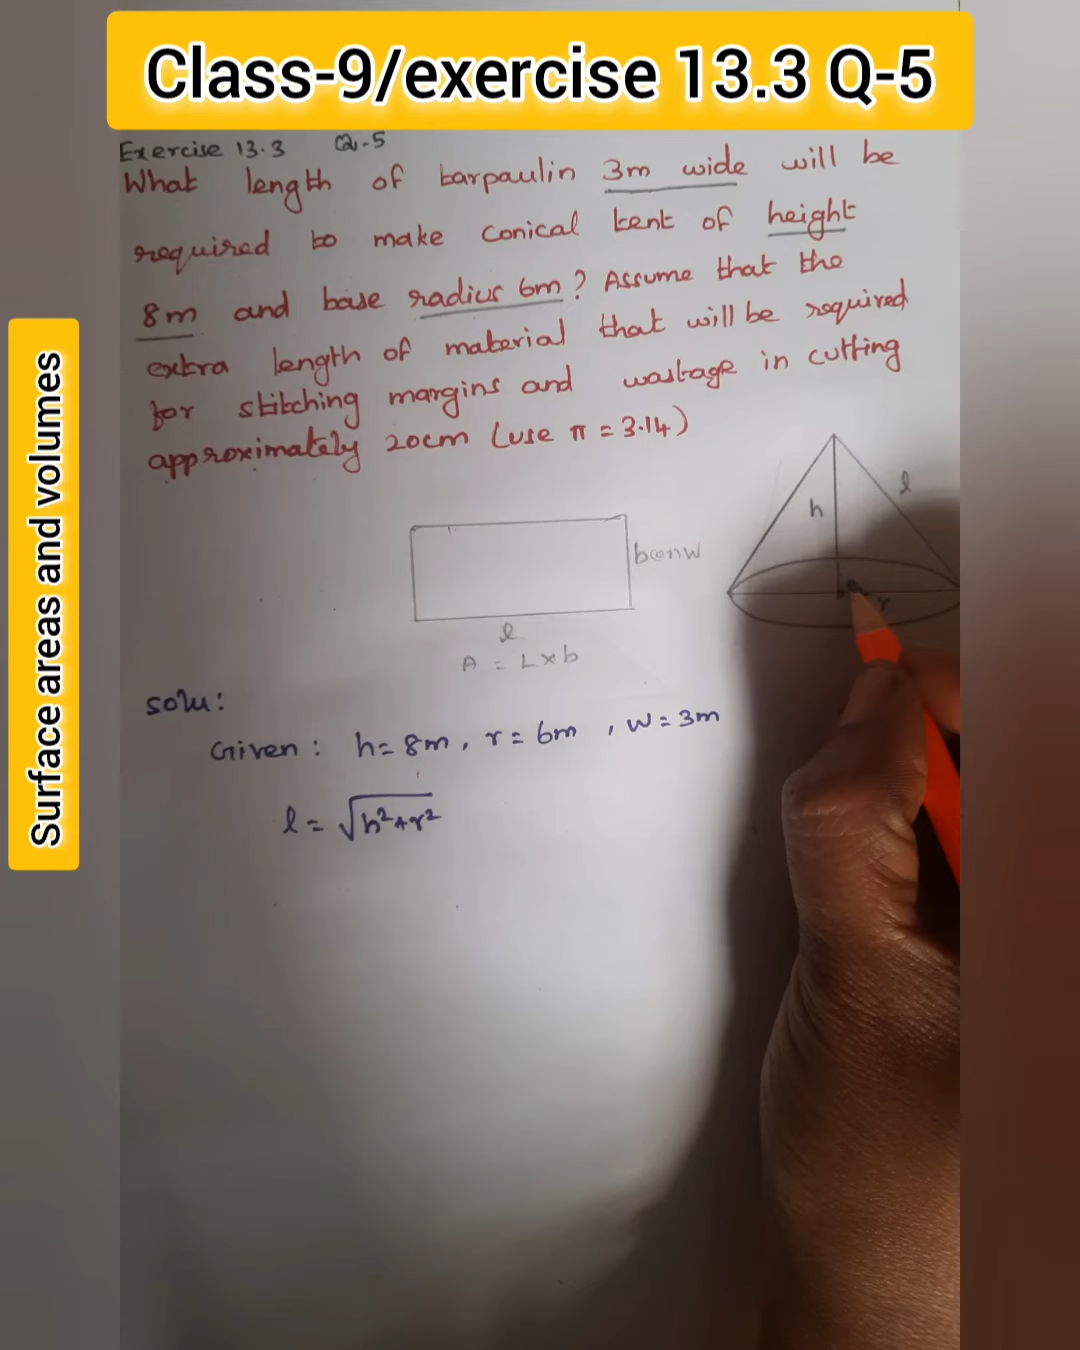 Class-9/exercise 13.3 Q-5
Surface areas and volumes
Exercise 13.3 Q-5
What length of tarpaulin 3m wide will be
required to make conical tent of height
8m and base radius 6m? Assume that the
extra length of material that will be required
for stitching margins and wastage in cutting
approximately 20cm (use π = 3.14)
h
l
r
b(or)W
l
A = L×b
Solu:
Given: h= 8m, r= 6m, W= 3m
l= √h²+r²